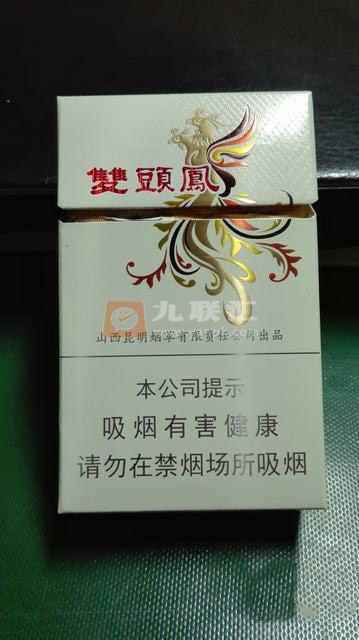 雙頭鳳
九联汇
山西昆明烟草有限责任公司出品
本公司提示
吸烟有害健康
请勿在禁烟场所吸烟